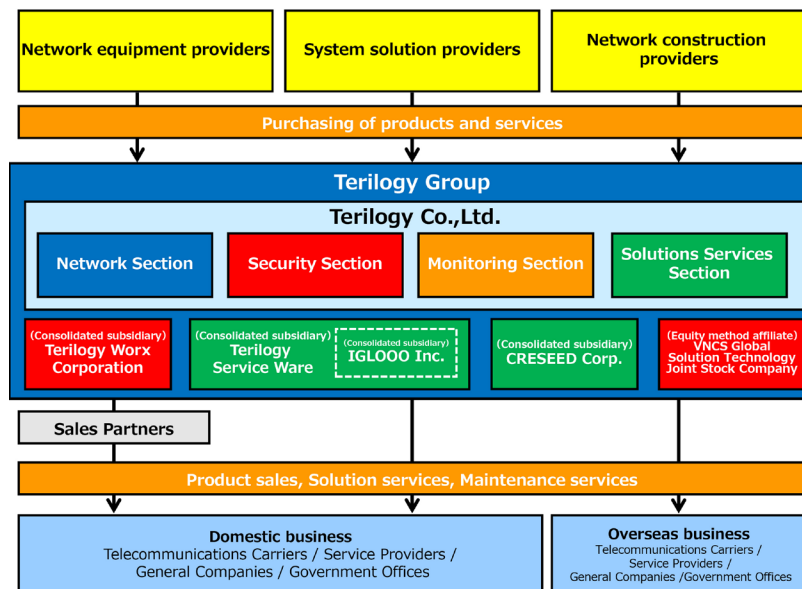 Network equipment providers
System solution providers
Network construction
providers
Purchasing of products and services
Terilogy Group
Terilogy Co.,Ltd.
Network Section
Security Section
Monitoring Section
Solutions Services
Section
(Consolidated subsidiary)
Terilogy Worx
Corporation
(Consolidated subsidiary)
Terilogy
Service Ware
(Consolidated subsidiary)
IGLOOO Inc.
(Consolidated subsidiary)
CRESEED Corp.
(Equity method affiliate)
VNCS Global
Solution Technology
Joint Stock Company
Sales Partners
Product sales, Solution services, Maintenance services
Domestic business
Telecommunications Carriers / Service Providers /
General Companies / Government Offices
Overseas business
Telecommunications Carriers /
Service Providers /
General Companies /Government Offices